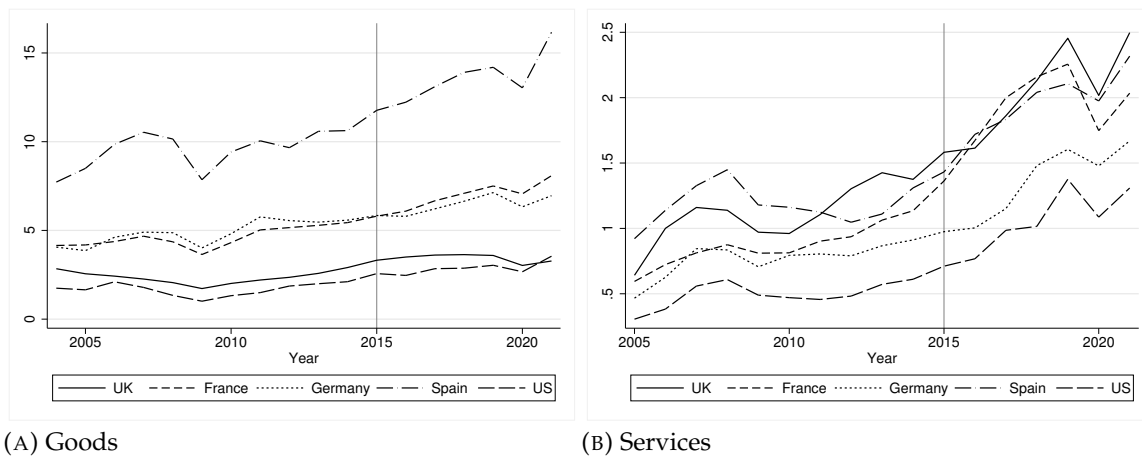 15
10
5
0
2005 2010 2015 2020
Year
UK France Germany Spain US
(A) Goods
2.5
2
1.5
1
.5
2005 2010 2015 2020
Year
UK France Germany Spain US
(B) Services